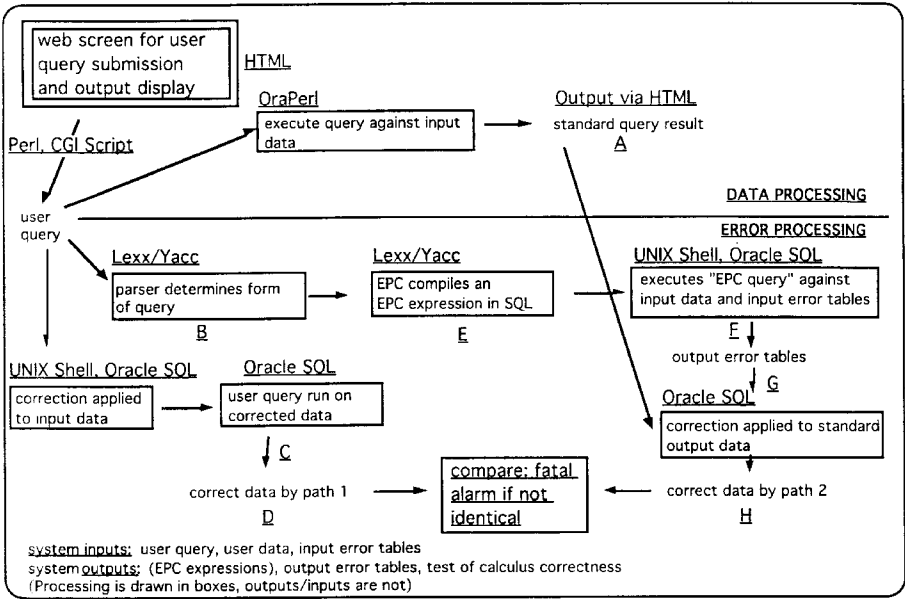 web screen for user
query submission
and output display
HTML
OraPerl
execute query against input
data
Output via HTML
standard query result
A
Perl, CGI Script
user
query
DATA PROCESSING
ERROR PROCESSING
Lexx/Yacc
parser determines form
of query
B
Lexx/Yacc
EPC compiles an
EPC expression in SQL
E
UNIX Shell, Oracle SQL
executes "EPC query" against
input data and input error tables
F
output error tables
G
UNIX Shell, Oracle SQL
correction applied
to input data
Oracle SQL
user query run on
corrected data
C
Oracle SQL
correction applied to standard
output data
correct data by path 1
D
compare: fatal
alarm if not
identical
correct data by path 2
H
system inputs: user query, user data, input error tables
system outputs: (EPC expressions), output error tables, test of calculus correctness
(Processing is drawn in boxes, outputs/inputs are not)